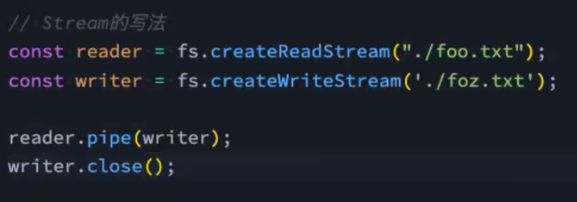 // Stream的写法
const reader = fs.createReadStream("./foo.txt");
const writer = fs.createWriteStream('./foz.txt');
reader.pipe(writer);
writer.close();